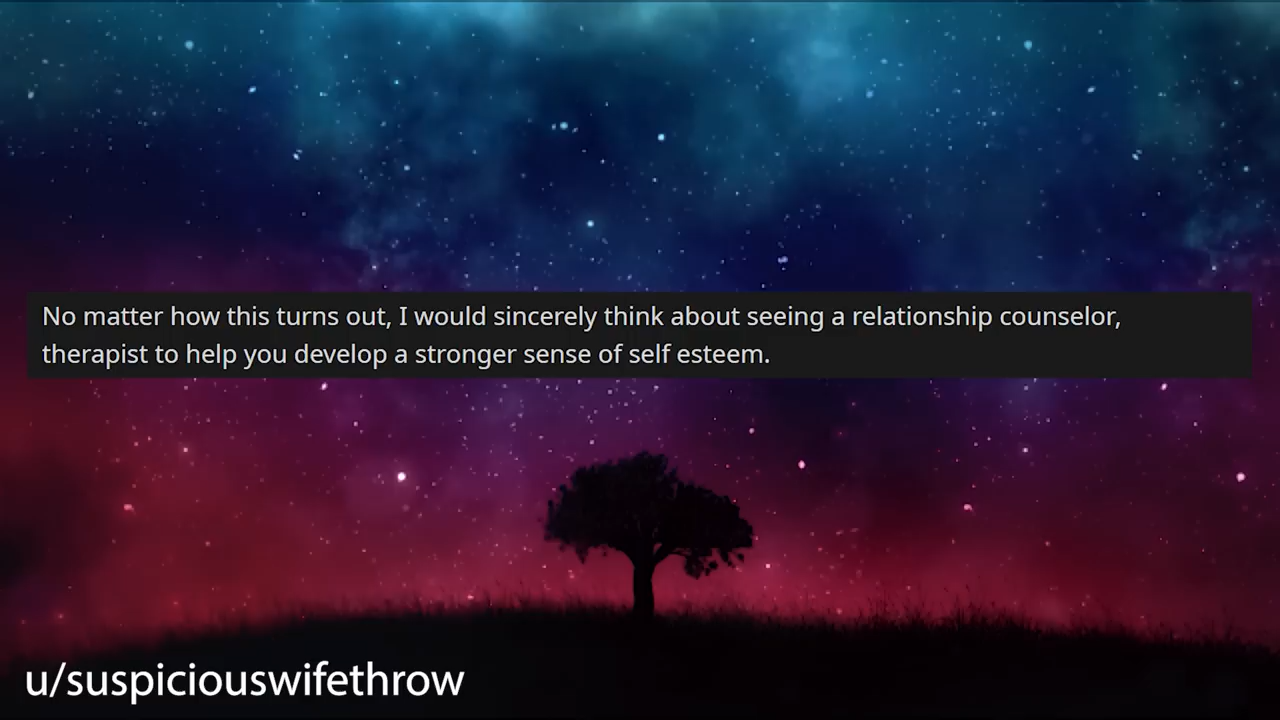 No matter how this turns out, I would sincerely think about seeing a relationship counselor,
therapist to help you develop a stronger sense of self esteem.
u/suspiciouswifethrow